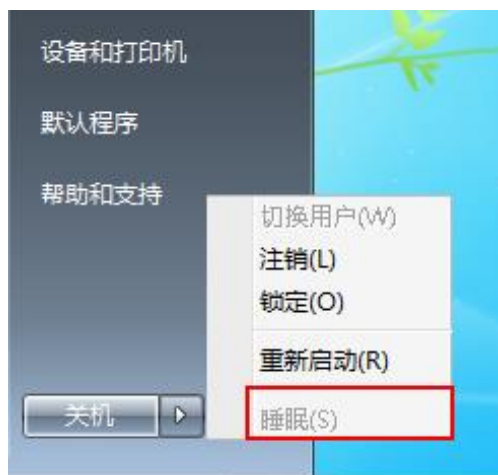 设备和打印机
默认程序
帮助和支持
切换用户(W)
注销(L)
锁定(O)
重新启动(R)
关机
睡眠(S)